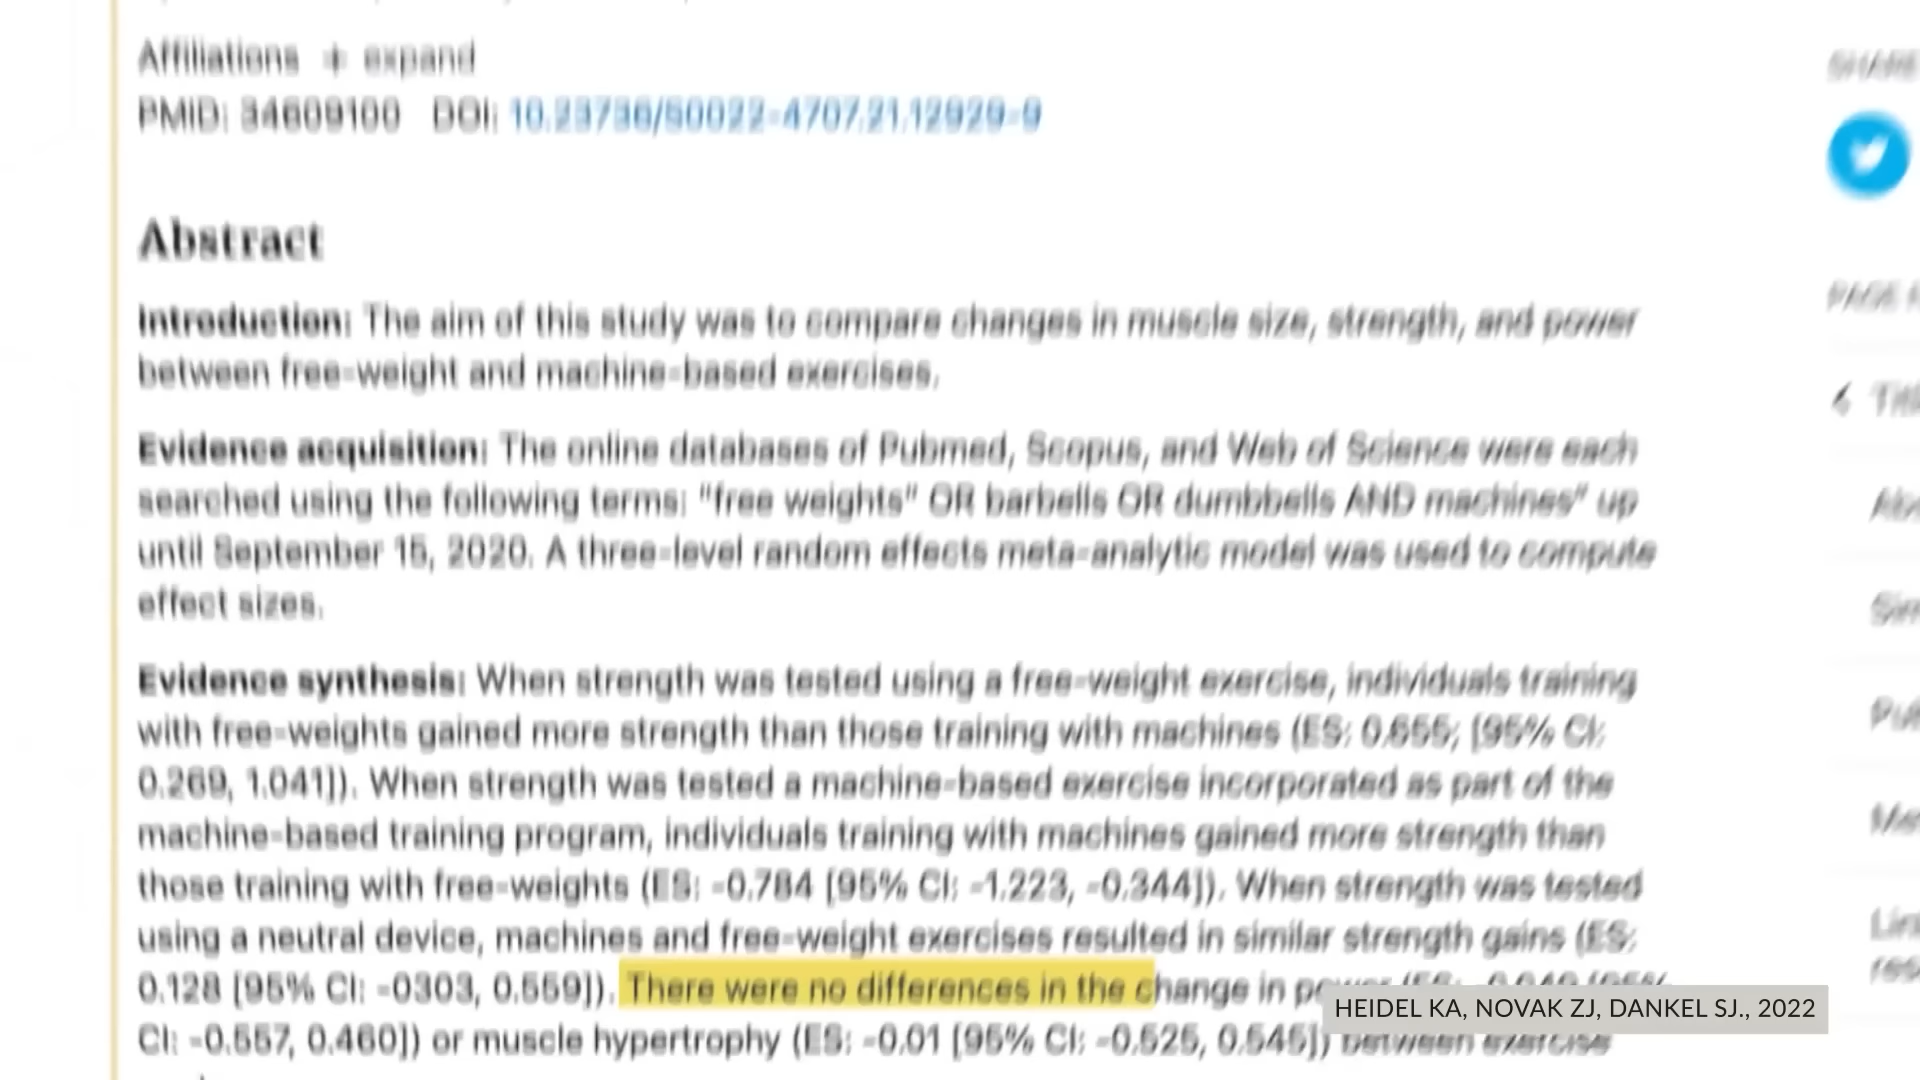 Affiliations + expand
PMID: 34609100 DOI: 10.23736/S0022-4707.21.12929-9
SHARE
Abstract
PAGE
Introduction: The aim of this study was to compare changes in muscle size, strength, and power
between free-weight and machine-based exercises.
Evidence acquisition: The online databases of Pubmed, Scopus, and Web of Science were each
searched using the following terms: "free weights" OR barbells OR dumbbells AND machines" up
until September 15, 2020. A three-level random effects meta-analytic model was used to compute
effect sizes.
Evidence synthesis: When strength was tested using a free-weight exercise, individuals training
with free-weights gained more strength than those training with machines (ES: 0.655; [95% CI:
0.269, 1.041]). When strength was tested a machine-based exercise incorporated as part of the
machine-based training program, individuals training with machines gained more strength than
those training with free-weights (ES: -0.784 [95% CI: -1.223, -0.344]). When strength was tested
using a neutral device, machines and free-weight exercises resulted in similar strength gains (ES:
0.128 [95% CI: -0303, 0.559]). There were no differences in the change in
CI: -0.557, 0.460]) or muscle hypertrophy (ES: -0.01 [95% CI: -0.525, 0.545]) between exercise
HEIDEL KA, NOVAK ZJ, DANKEL SJ., 2022